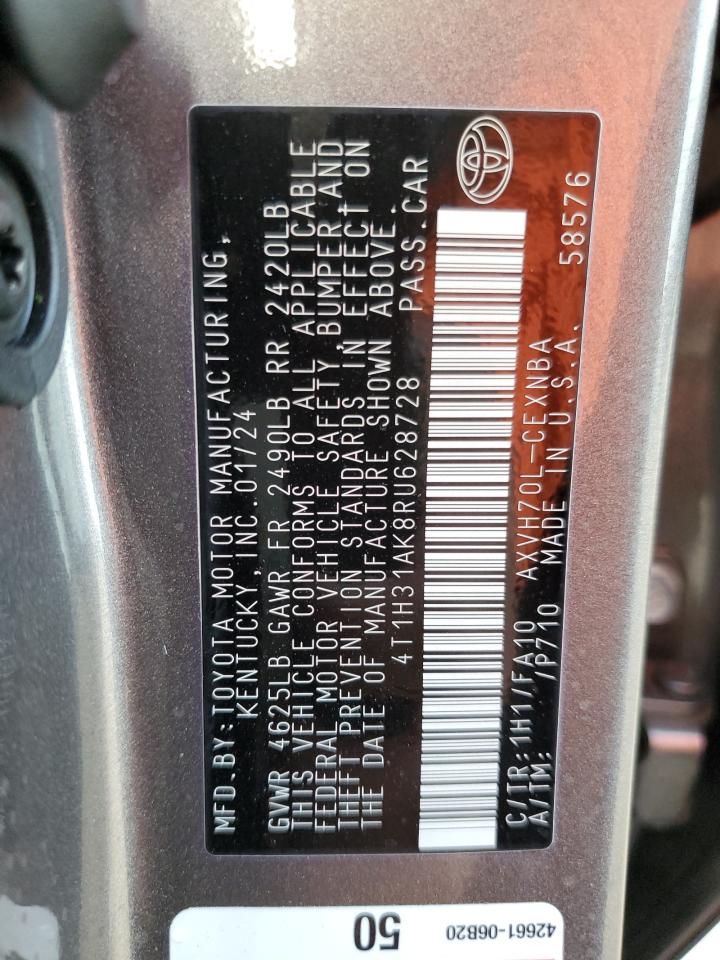 MFD.BY:TOYOTA MOTOR MANUFACTURING,
KENTUCKY,INC.01/24
GVWR 4625LB GAWR FR 2490LB RR 2420LB
THIS VEHICLE CONFORMS TO ALL APPLICABLE
FEDERAL MOTOR VEHICLE SAFETY,BUMPER AND
THEFT PREVENTION STANDARDS IN EFFECT ON
THE DATE OF MANUFACTURE SHOWN ABOVE.
4T1H31AK8RU628728 PASS.CAR
C/TR:1H1/FA10 AXVH70L-CEXNBA 58576
A/TM: /P710 MADE IN U.S.A.
50
42661-06B20